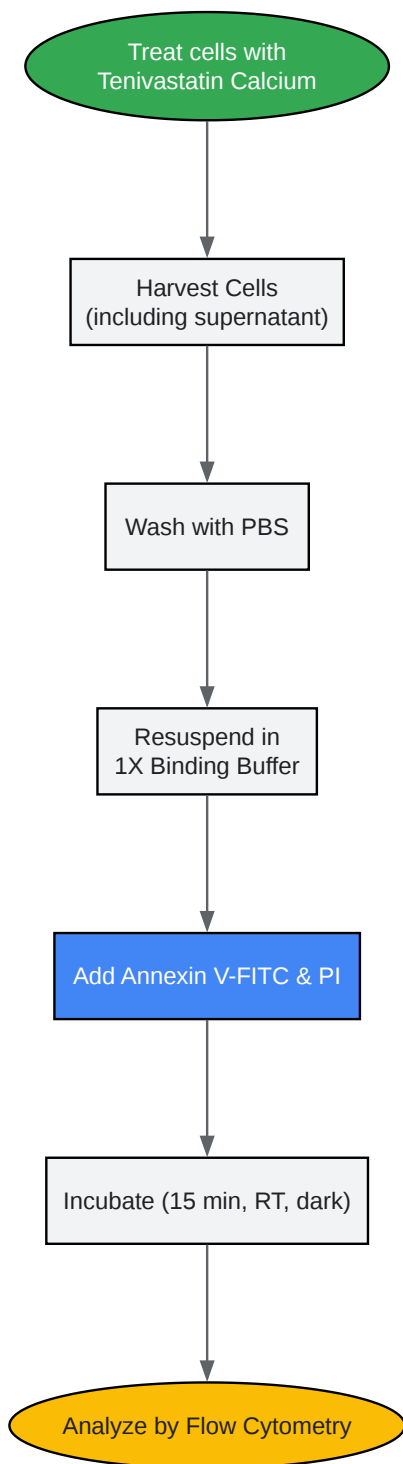 Treat cells with
Tenivastatin Calcium
Harvest Cells
(including supernatant)
Wash with PBS
Resuspend in
1X Binding Buffer
Add Annexin V-FITC & PI
Incubate (15 min, RT, dark)
Analyze by Flow Cytometry